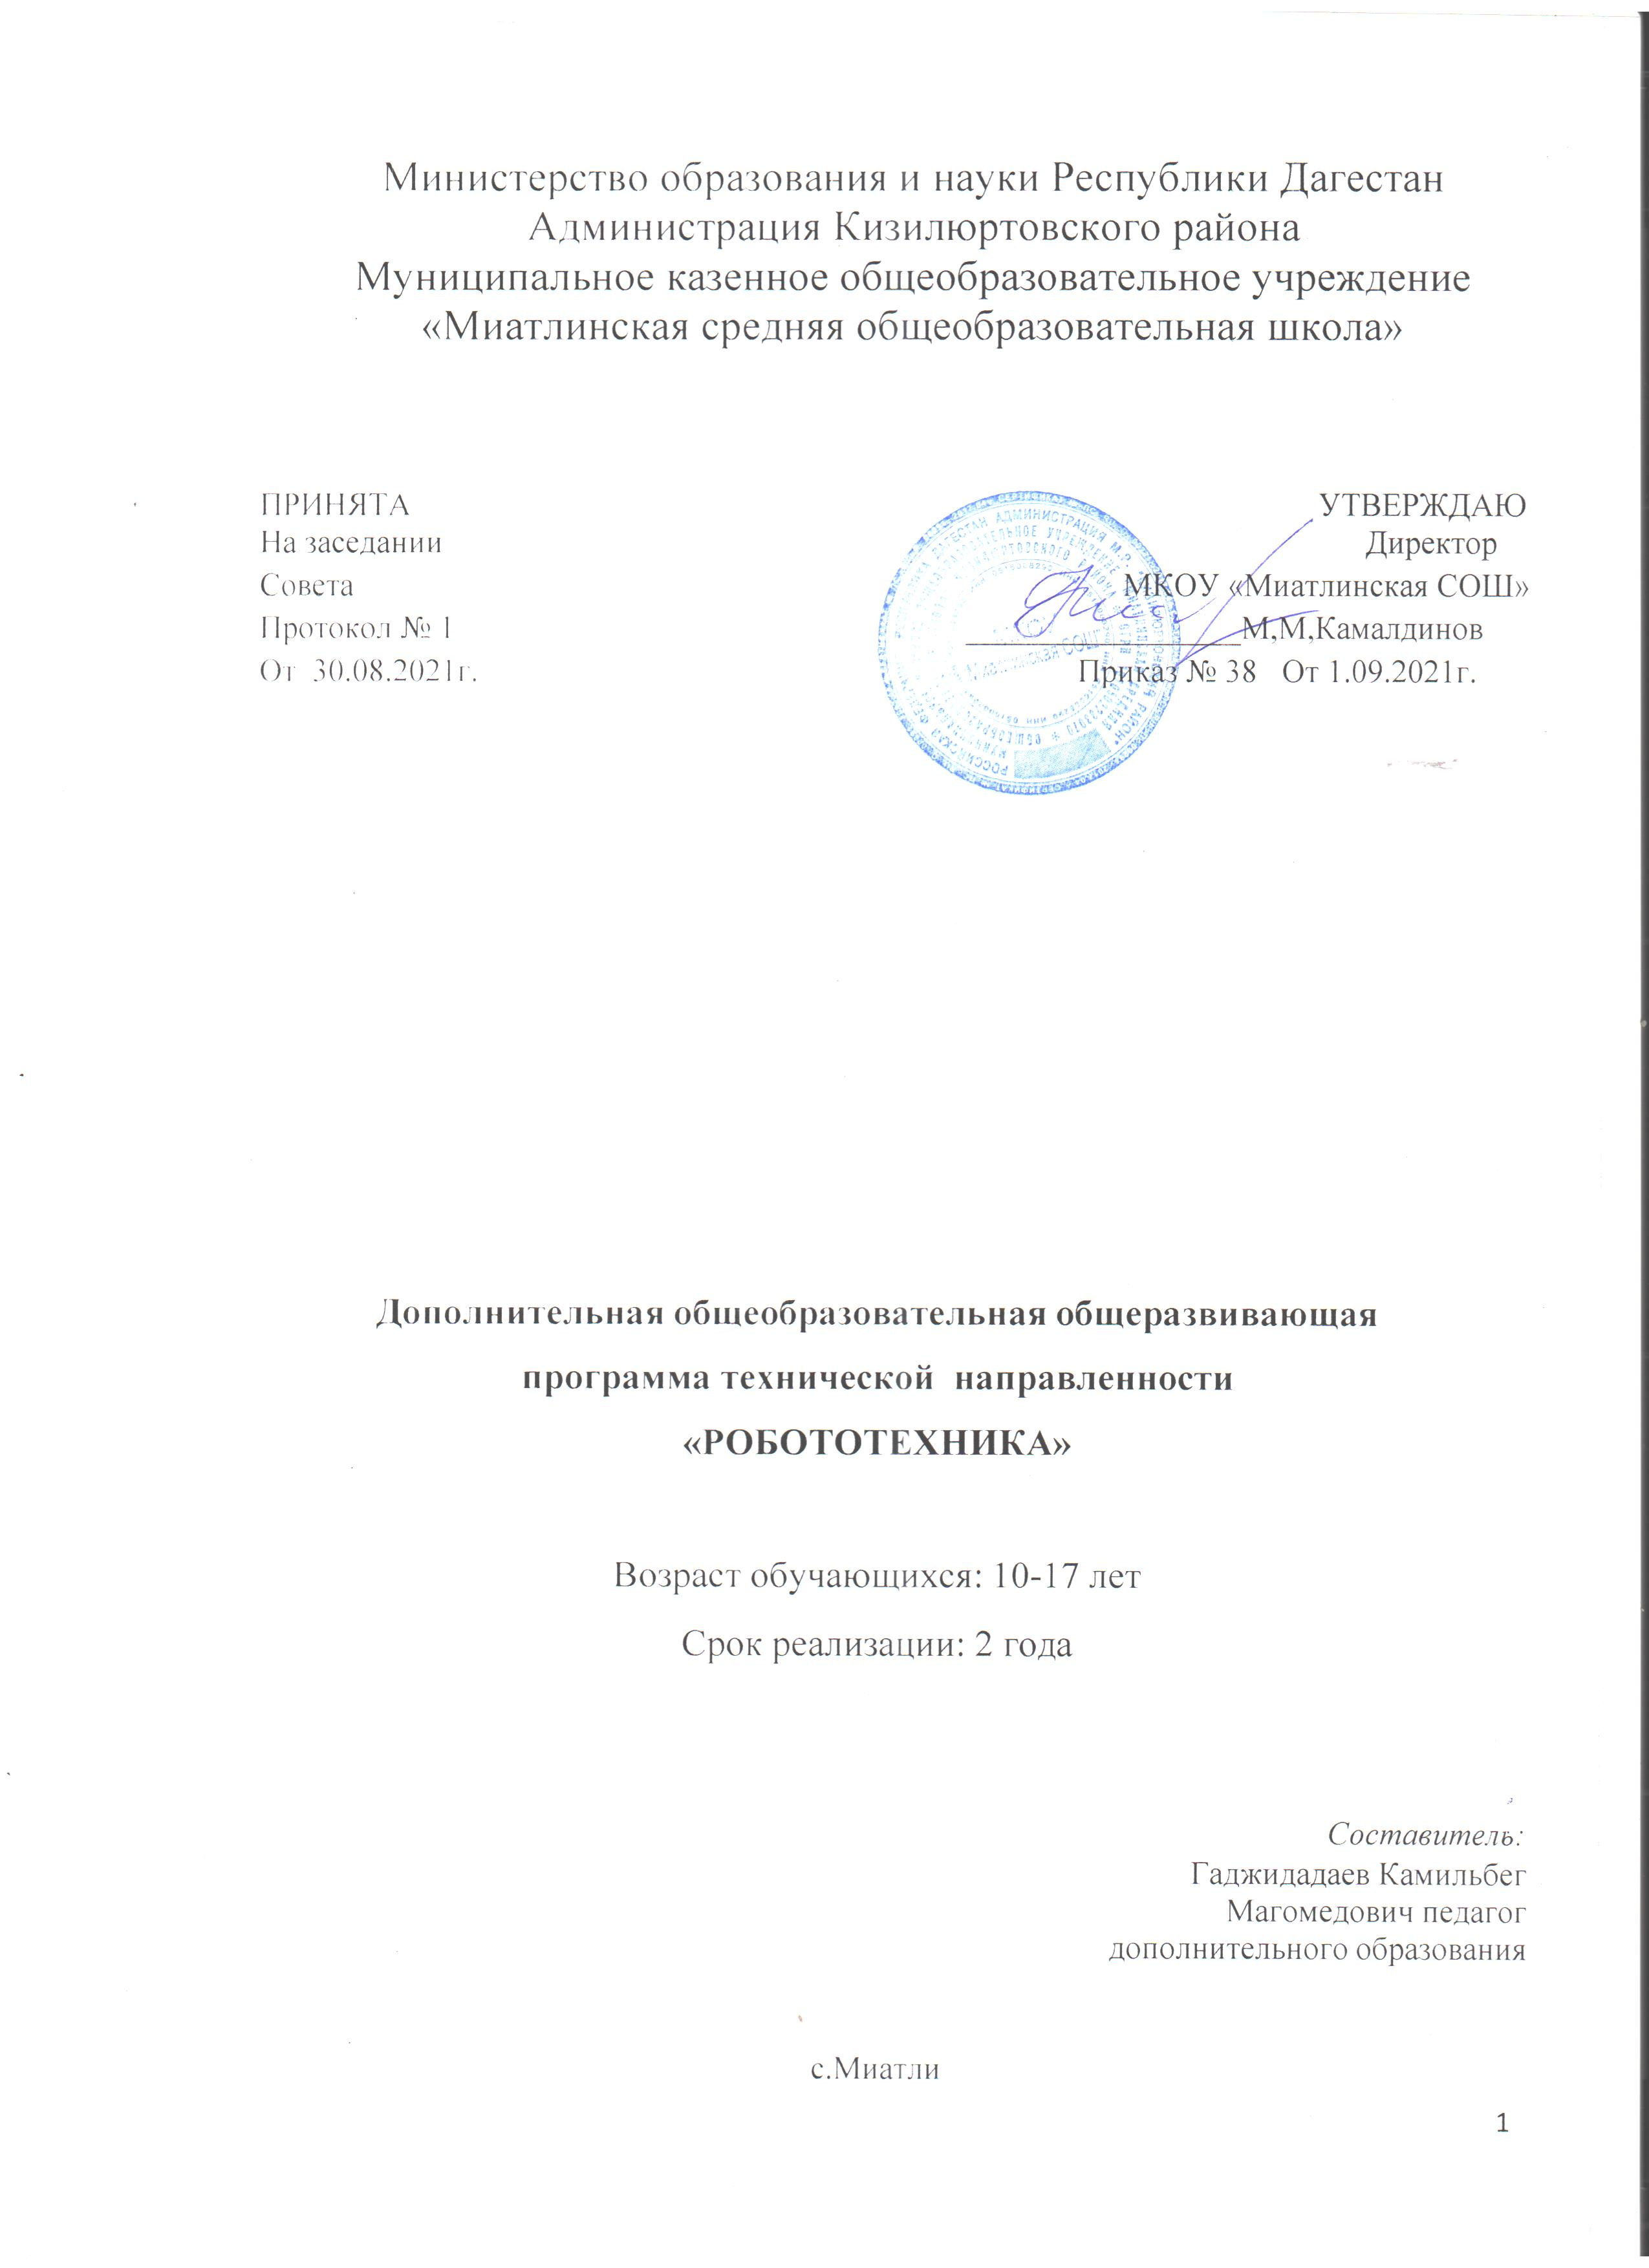 Министерство образования и науки Республики Дагестан
Администрация Кизилюртовского района
Муниципальное казенное общеобразовательное учреждение
«Миатлинская средняя общеобразовательная школа»
ПРИНЯТА
На заседании
Совета
Протокол № 1
От 30.08.2021г.
УТВЕРЖДАЮ
Директор
МКОУ «Миатлинская СОШ»
М,М,Камалдинов
Приказ № 38 От 1.09.2021г.
Дополнительная общеобразовательная общеразвивающая
программа технической направленности
«РОБОТОТЕХНИКА»
Возраст обучающихся: 10-17 лет
Срок реализации: 2 года
Составитель:
Гаджидадаев Камильбег
Магомедович педагог
дополнительного образования
с.Миатли
1